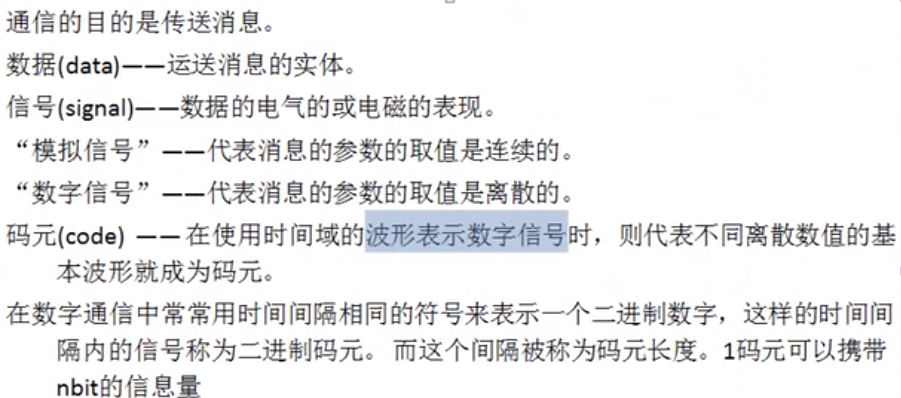 通信的目的是传送消息。
数据(data)——运送消息的实体。
信号(signal)——数据的电气的或电磁的表现。
“模拟信号”——代表消息的参数的取值是连续的。
“数字信号”——代表消息的参数的取值是离散的。
码元(code) —— 在使用时间域的波形表示数字信号时，则代表不同离散数值的基
本波形就成为码元。
在数字通信中常常用时间间隔相同的符号来表示一个二进制数字，这样的时间间
隔内的信号称为二进制码元。 而这个间隔被称为码元长度。1码元可以携带
nbit的信息量